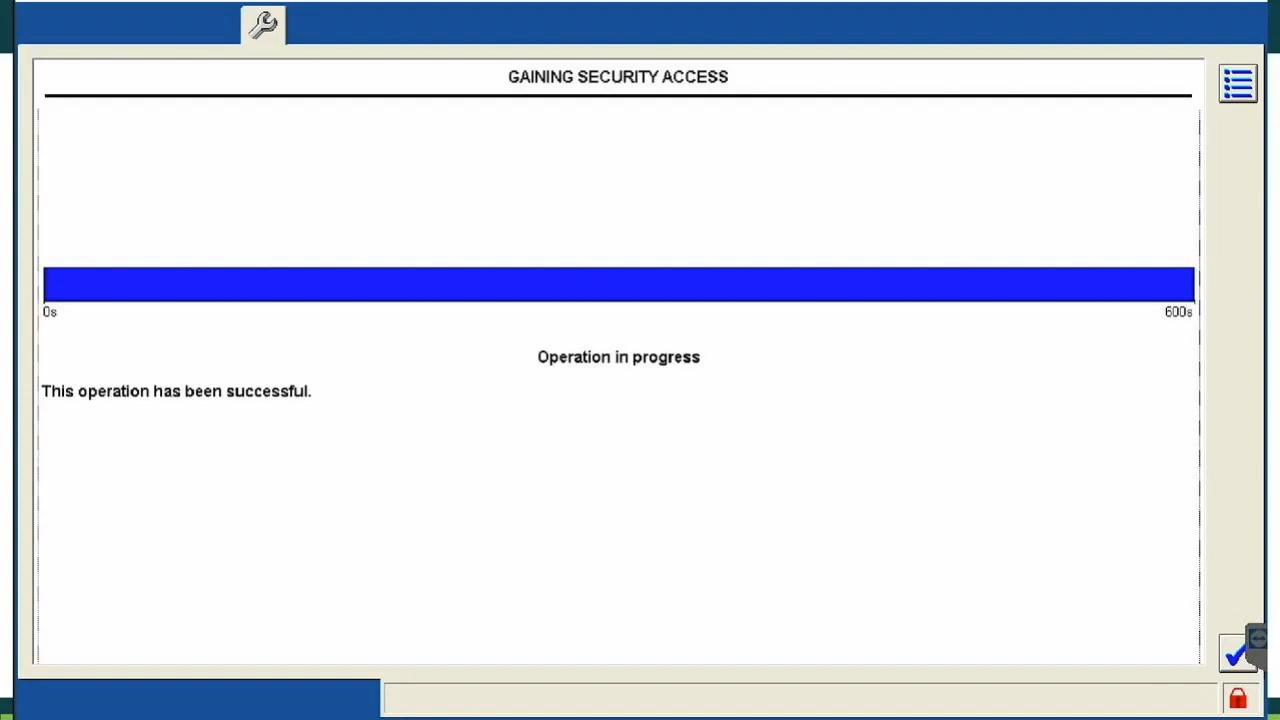 GAINING SECURITY ACCESS
0s
600s
Operation in progress
This operation has been successful.